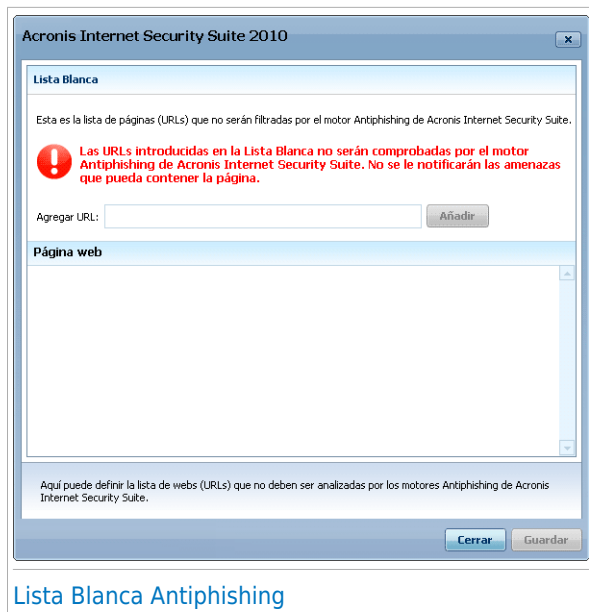 Acronis Internet Security Suite 2010
Lista Blanca
Esta es la lista de páginas (URLs) que no serán filtradas por el motor Antiphishing de Acronis Internet Security Suite.
Las URLs introducidas en la Lista Blanca no serán comprobadas por el motor
Antiphishing de Acronis Internet Security Suite. No se le notificarán las amenazas
que pueda contener la página.
Agregar URL:
Añadir
Página web
Aquí puede definir la lista de webs (URLs) que no deben ser analizadas por los motores Antiphishing de Acronis
Internet Security Suite.
Cerrar
Guardar
Lista Blanca Antiphishing